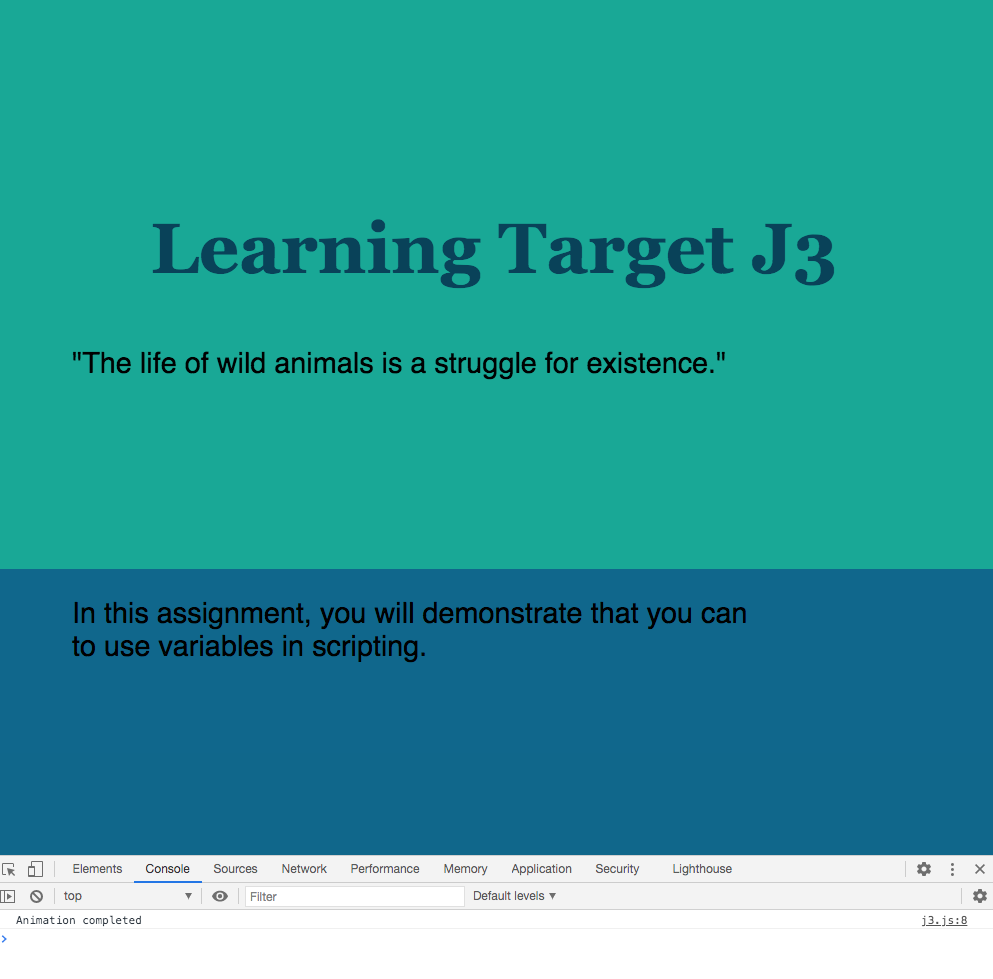 Learning Target J3
"The life of wild animals is a struggle for existence."
In this assignment, you will demonstrate that you can
to use variables in scripting.
Elements Console Sources Network Performance Memory Application Security Lighthouse
top Filter Default levels
Animation completed j3.js:8